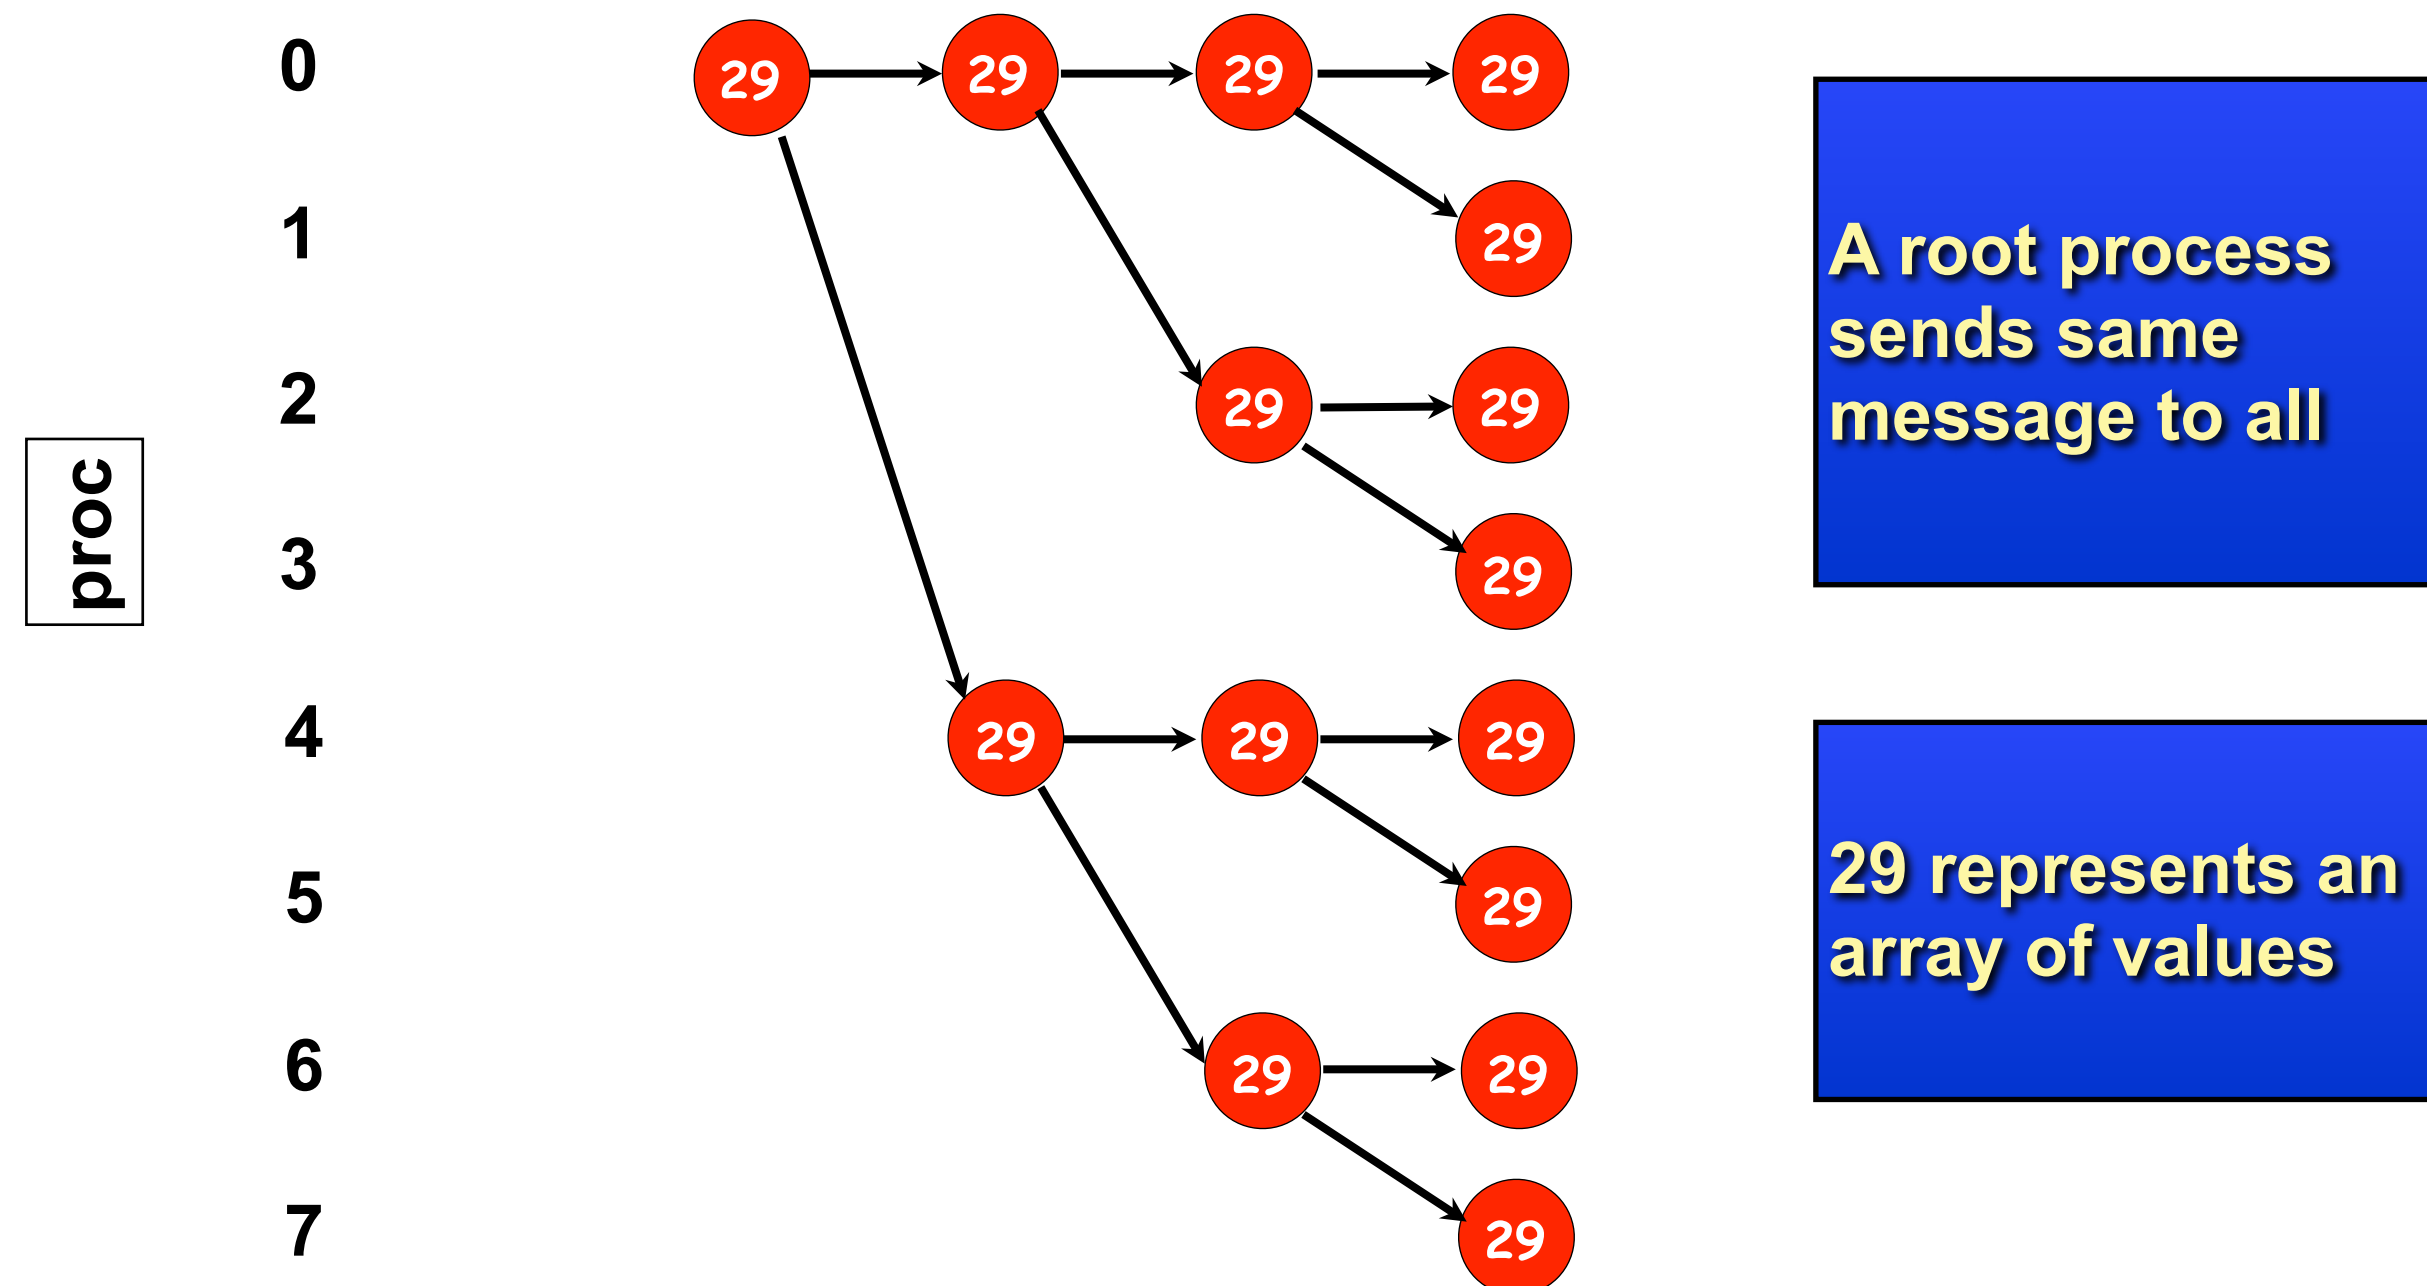 0 29 29 29 29
1 29
2 29 29
3 29
proc
4 29 29 29
5 29
6 29 29
7 29
A root process
sends same
message to all
29 represents an
array of values